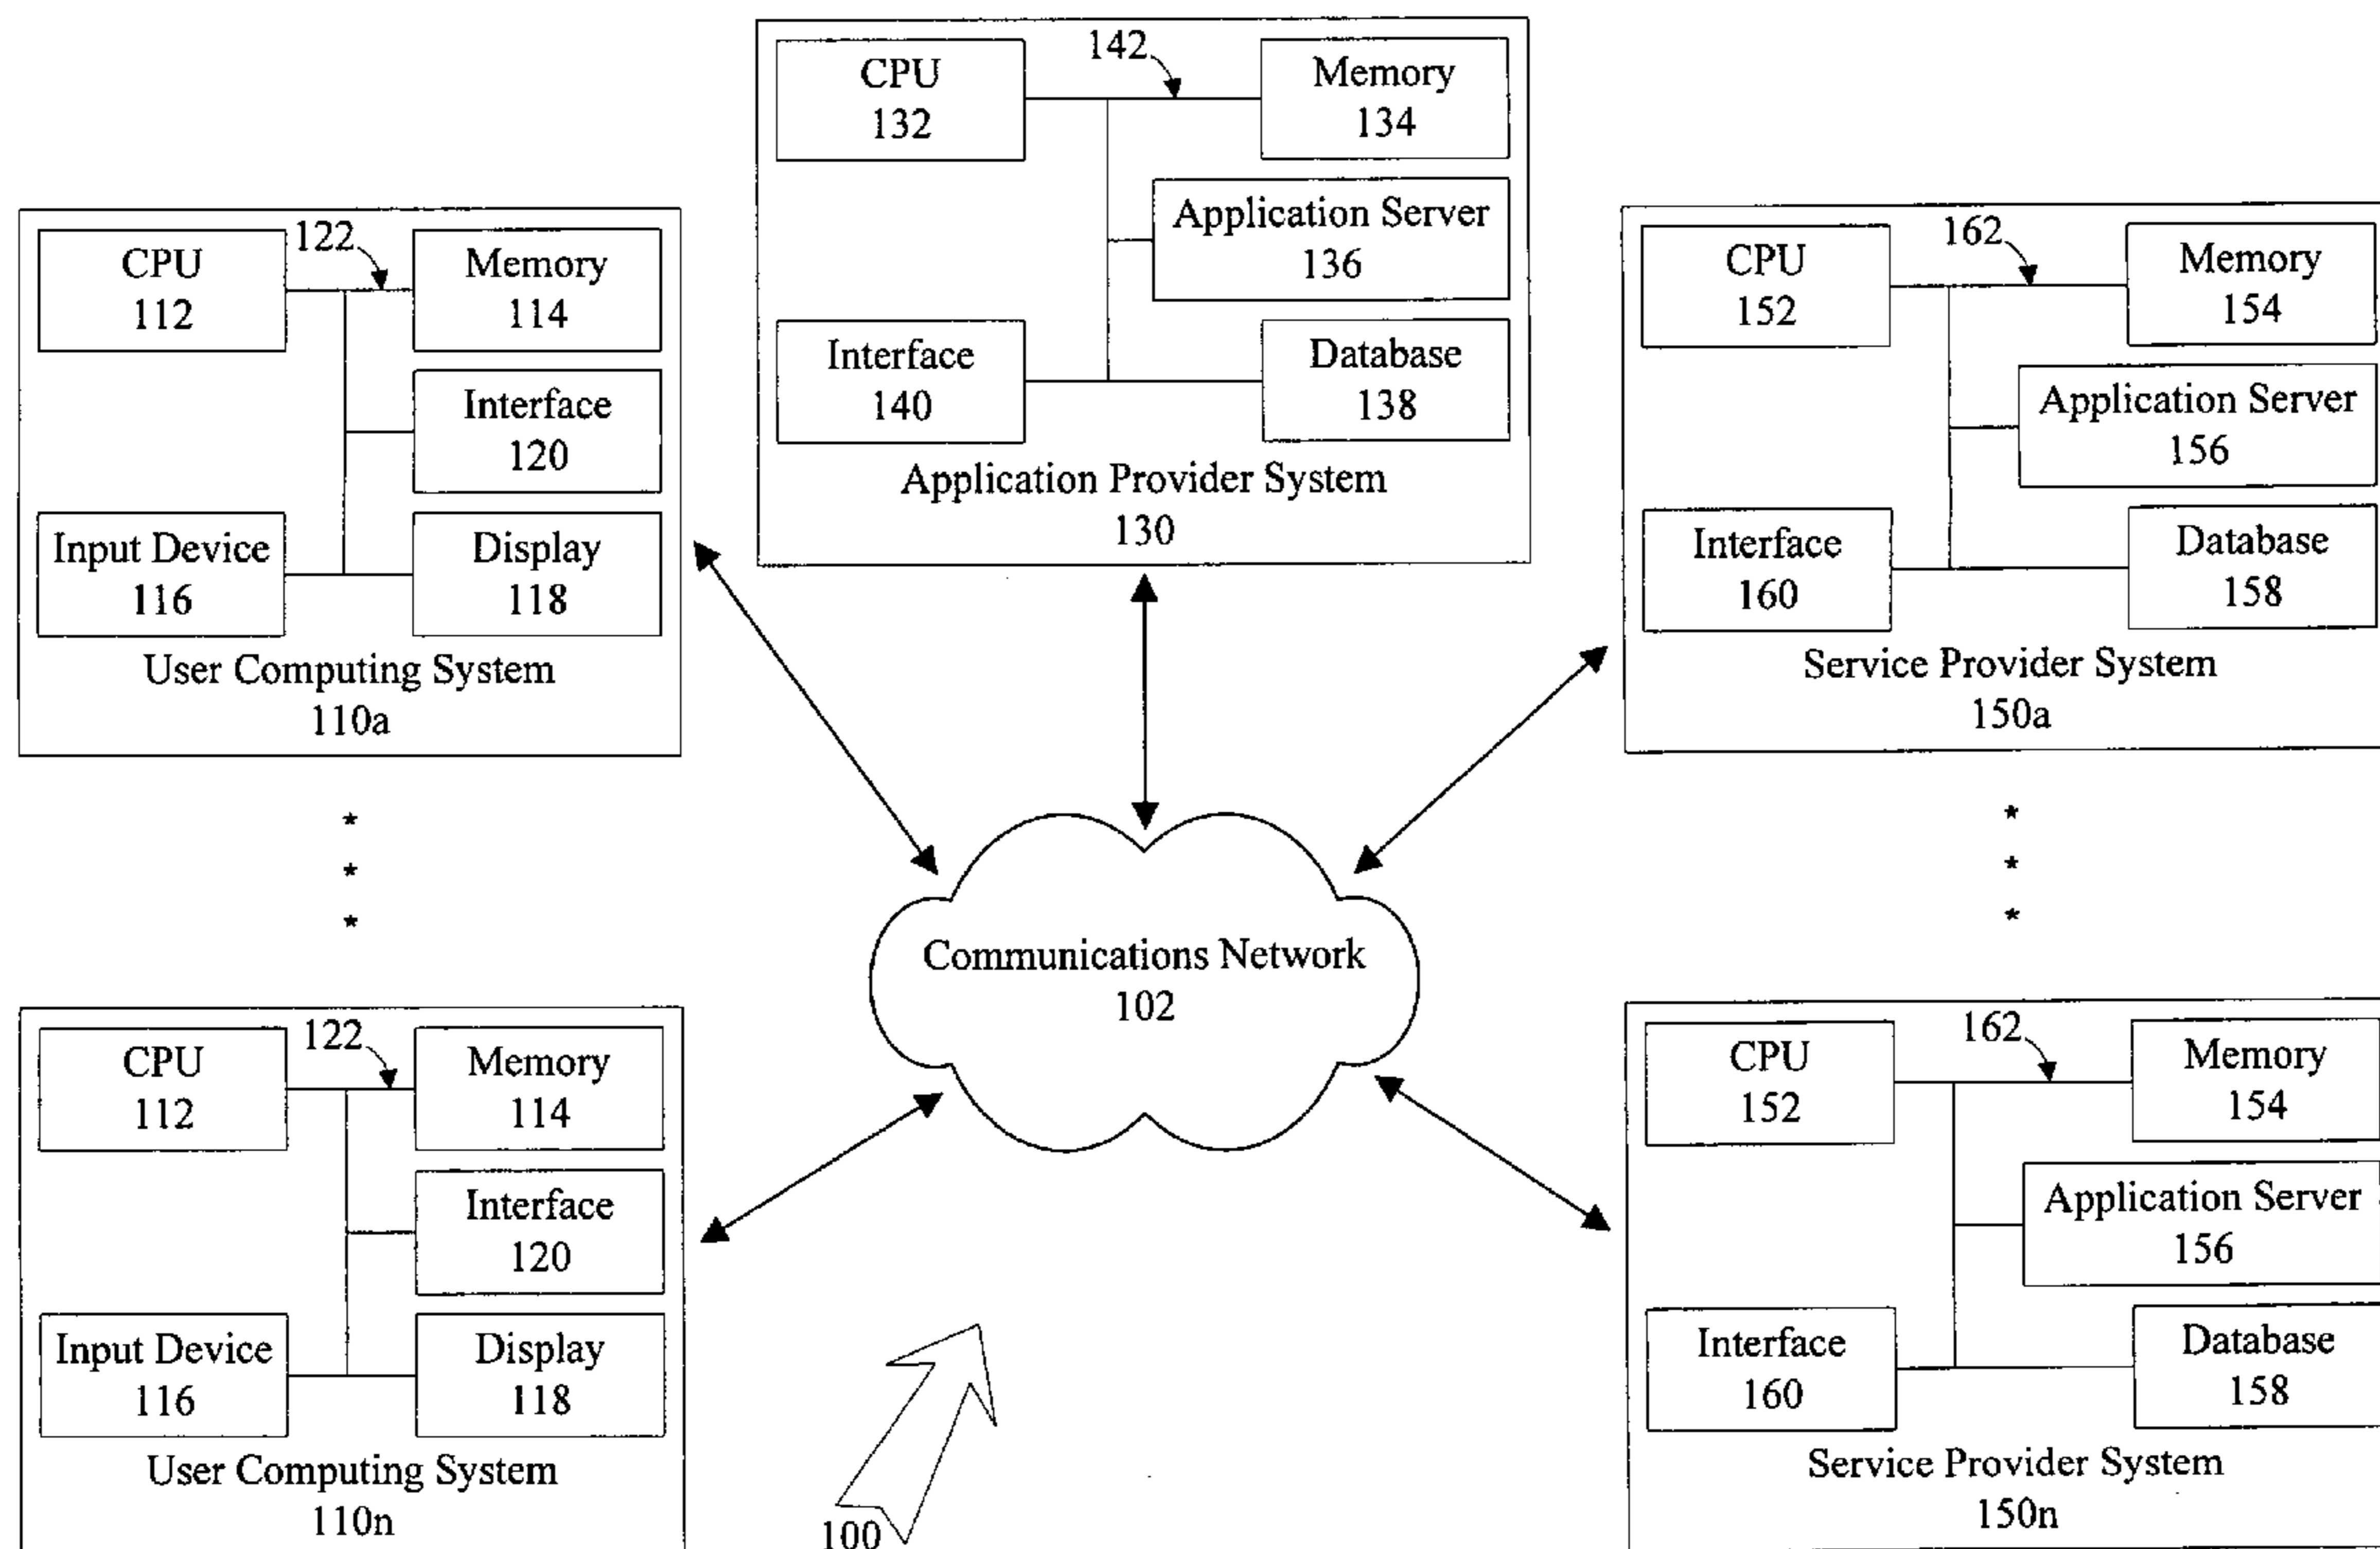 CPU
132
142
Memory
134
Application Server
136
Interface
140
Database
138
Application Provider System
130
CPU
112
122
Memory
114
Interface
120
Input Device
116
Display
118
User Computing System
110a
*
*
*
CPU
152
162
Memory
154
Application Server
156
Interface
160
Database
158
Service Provider System
150a
*
*
*
Communications Network
102
CPU
112
122
Memory
114
Interface
120
Input Device
116
Display
118
User Computing System
110n
100
CPU
152
162
Memory
154
Application Server
156
Interface
160
Database
158
Service Provider System
150n